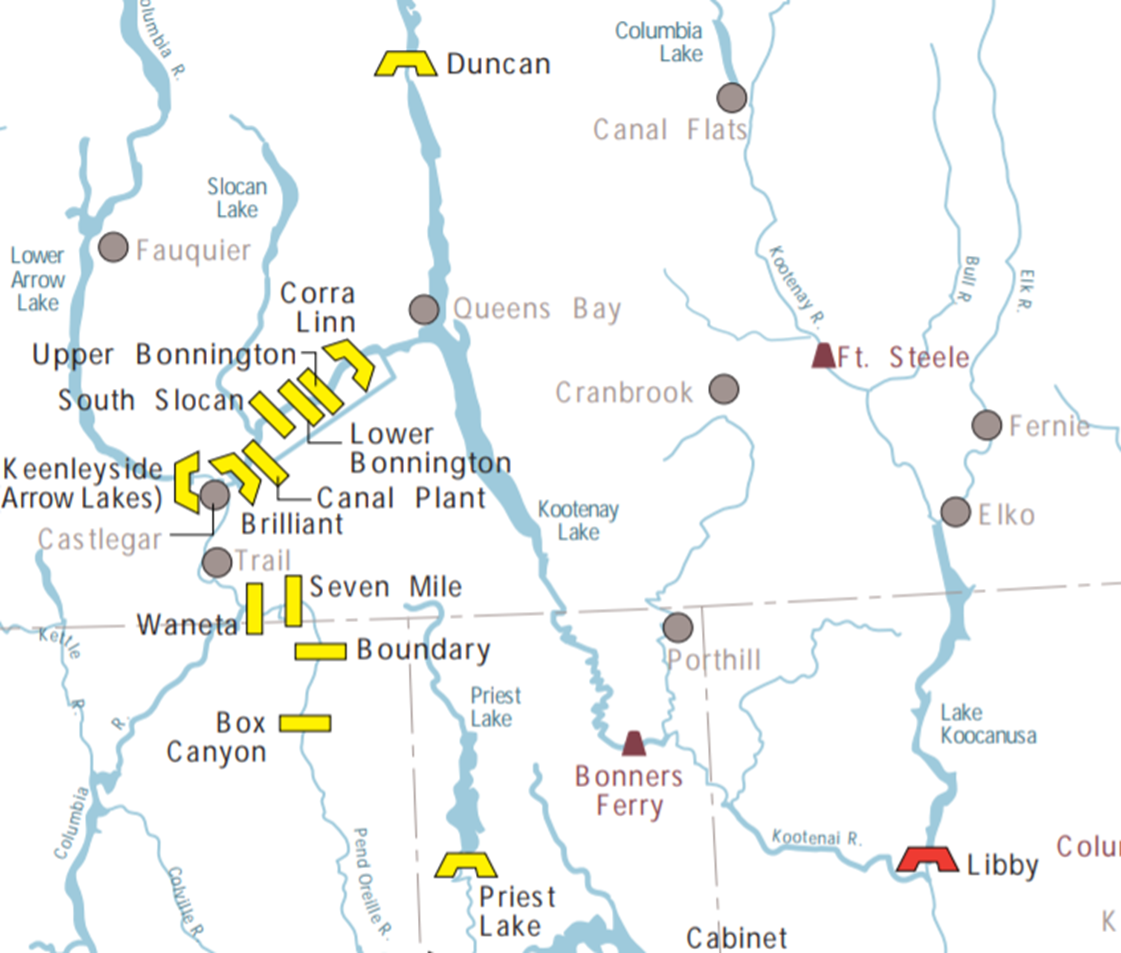 olumbia R.
Duncan
Columbia
Lake
Canal Flats
Slocan
Lake
Fauquier
Lower
Arrow
Lake
Kootenay R.
Bull R
Elk R.
Corra
Linn
Queens Bay
Upper Bonnington
Ft. Steele
South Slocan
Cranbrook
Fernie
Lower
Bonnington
Keenleyside
Arrow Lakes)
Canal Plant
Brilliant
Castlegar
Kootenay
Lake
Elko
Trail
Seven Mile
Waneta
Kettle
R.
Boundary
Porthill
Priest
Lake
R.
Box
Canyon
Lake
Koocanusa
Bonners
Ferry
Columbia
Pend Oreille R.
Kootenai R.
Libby
Colu
Colville R.
Priest
Lake
K
Cabinet